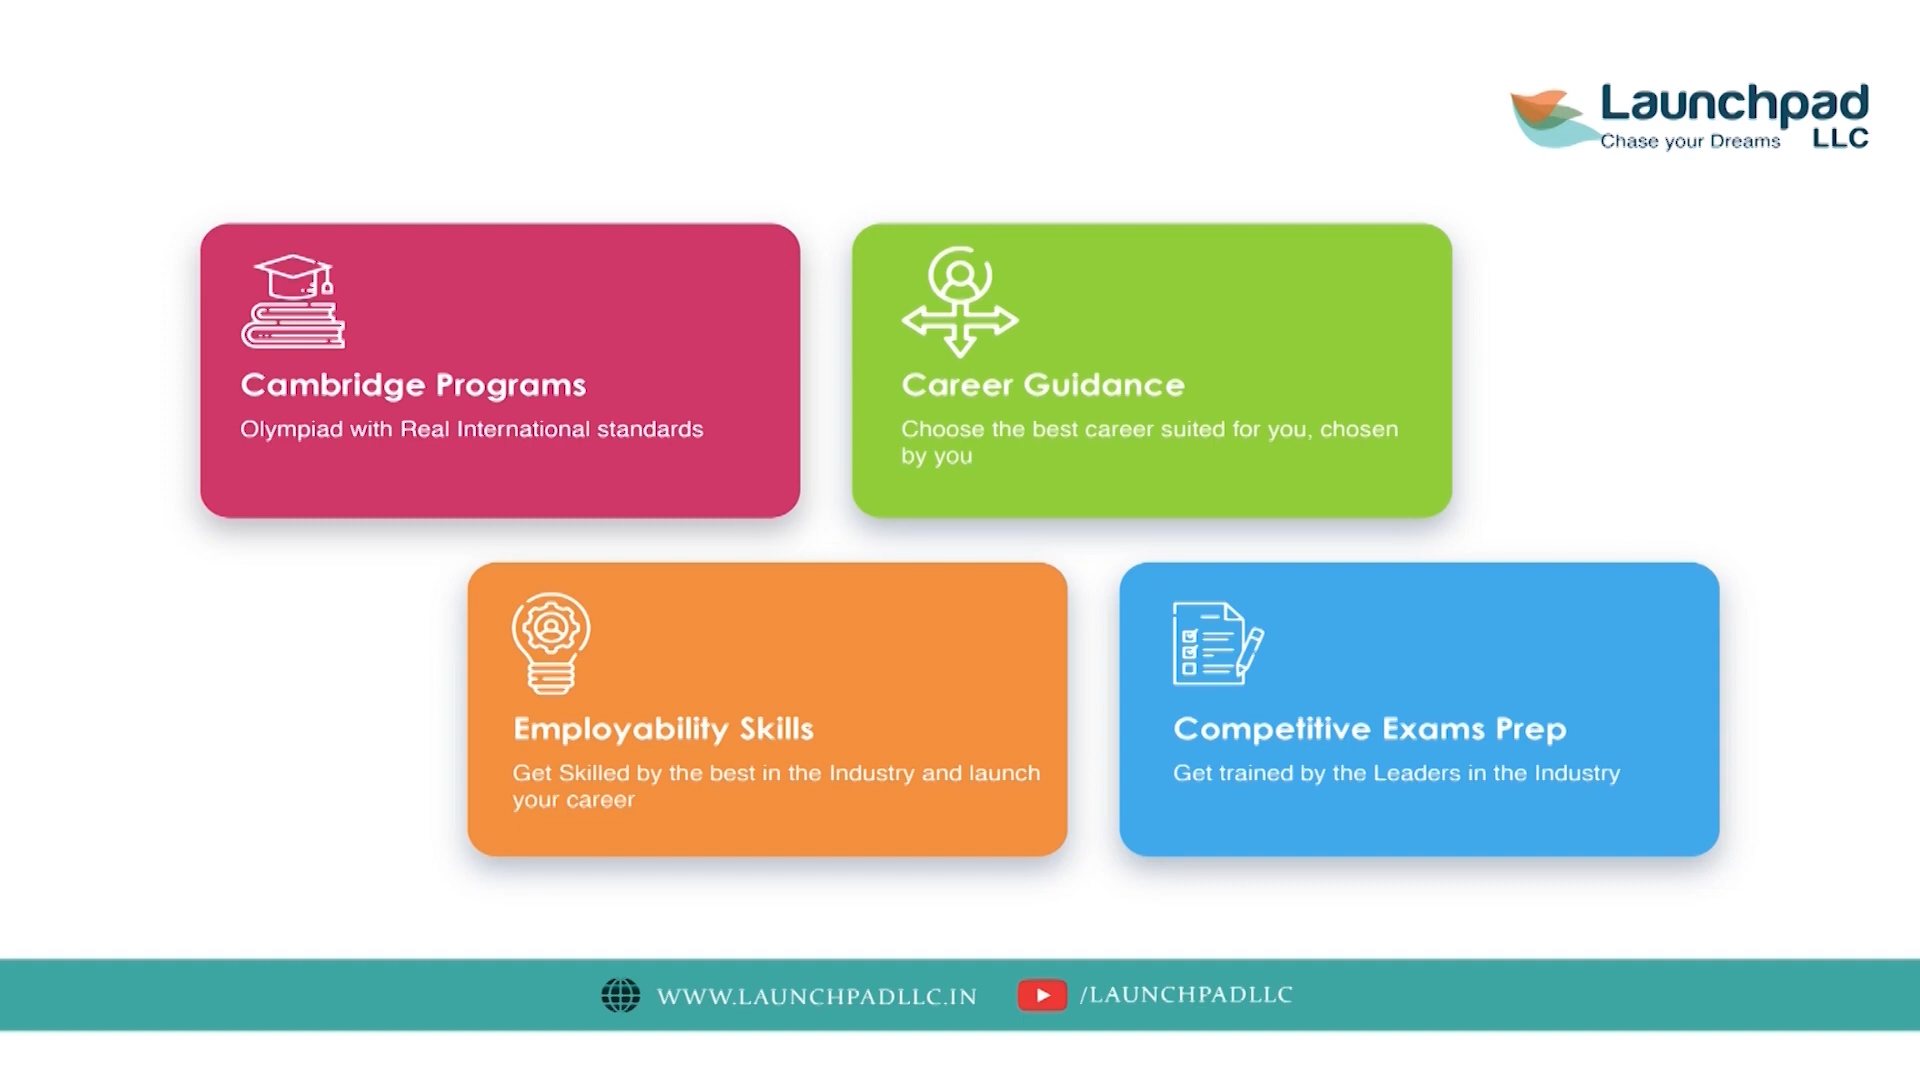 Launchpad
Chase your Dreams LLC
Cambridge Programs
Olympiad with Real International standards
Career Guidance
Choose the best career suited for you, chosen
by you
Employability Skills
Get Skilled by the best in the Industry and launch
your career
Competitive Exams Prep
Get trained by the Leaders in the Industry
WWW.LAUNCHPADLLC.IN
/LAUNCHPADLLC